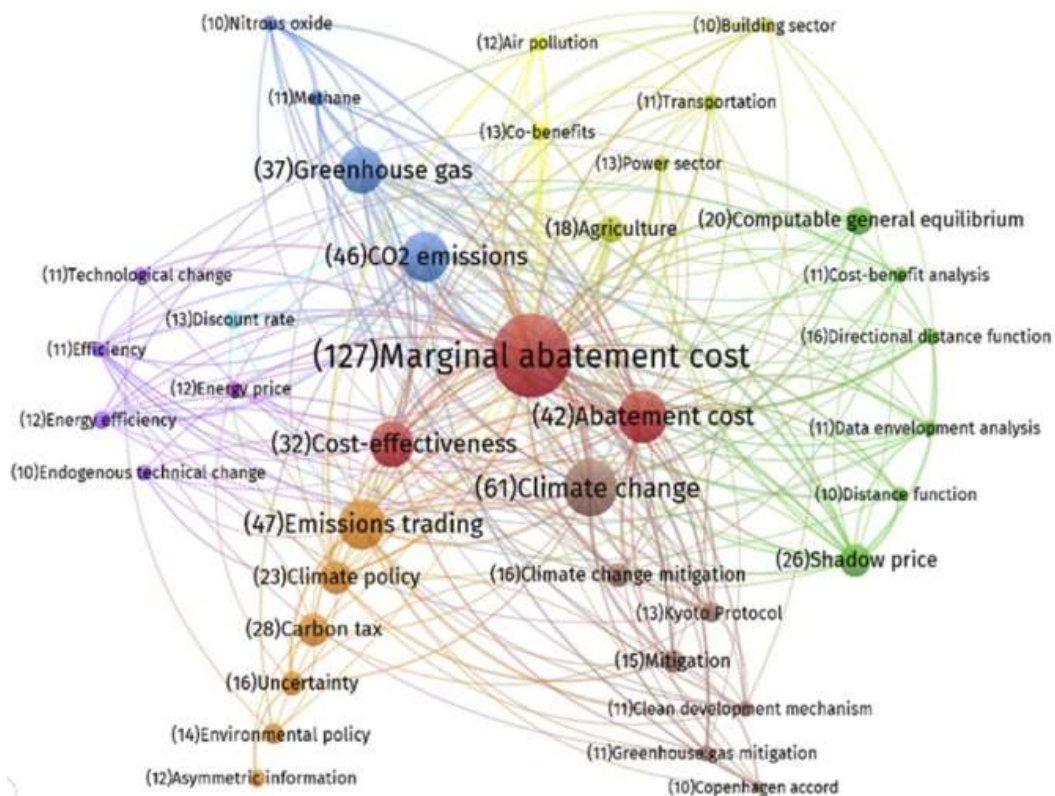 (10)Nitrous oxide
(10)Building sector
(12)Air pollution
(11)Methane
(11)Transportation
(13)Co-benefits
(37)Greenhouse gas
(13)Power sector
(20)Computable general equilibrium
(18)Agriculture
(46)CO2 emissions
(11)Technological change
(11)Cost-benefit analysis
(13)Discount rate
(16)Directional distance function
(11)Efficiency
(127)Marginal abatement cost
(12)Energy price
(12)Energy efficiency
(42)Abatement cost
(11)Data envelopment analysis
(32)Cost-effectiveness
(10)Endogenous technical change
(61)Climate change
(10)Distance function
(47)Emissions trading
(26)Shadow price
(23)Climate policy
(16)Climate change mitigation
(13)Kyoto Protocol
(28)Carbon tax
(15)Mitigation
(16)Uncertainty
(11)Clean development mechanism
(14)Environmental policy
(11)Greenhouse gas mitigation
(12)Asymmetric information
(10)Copenhagen accord